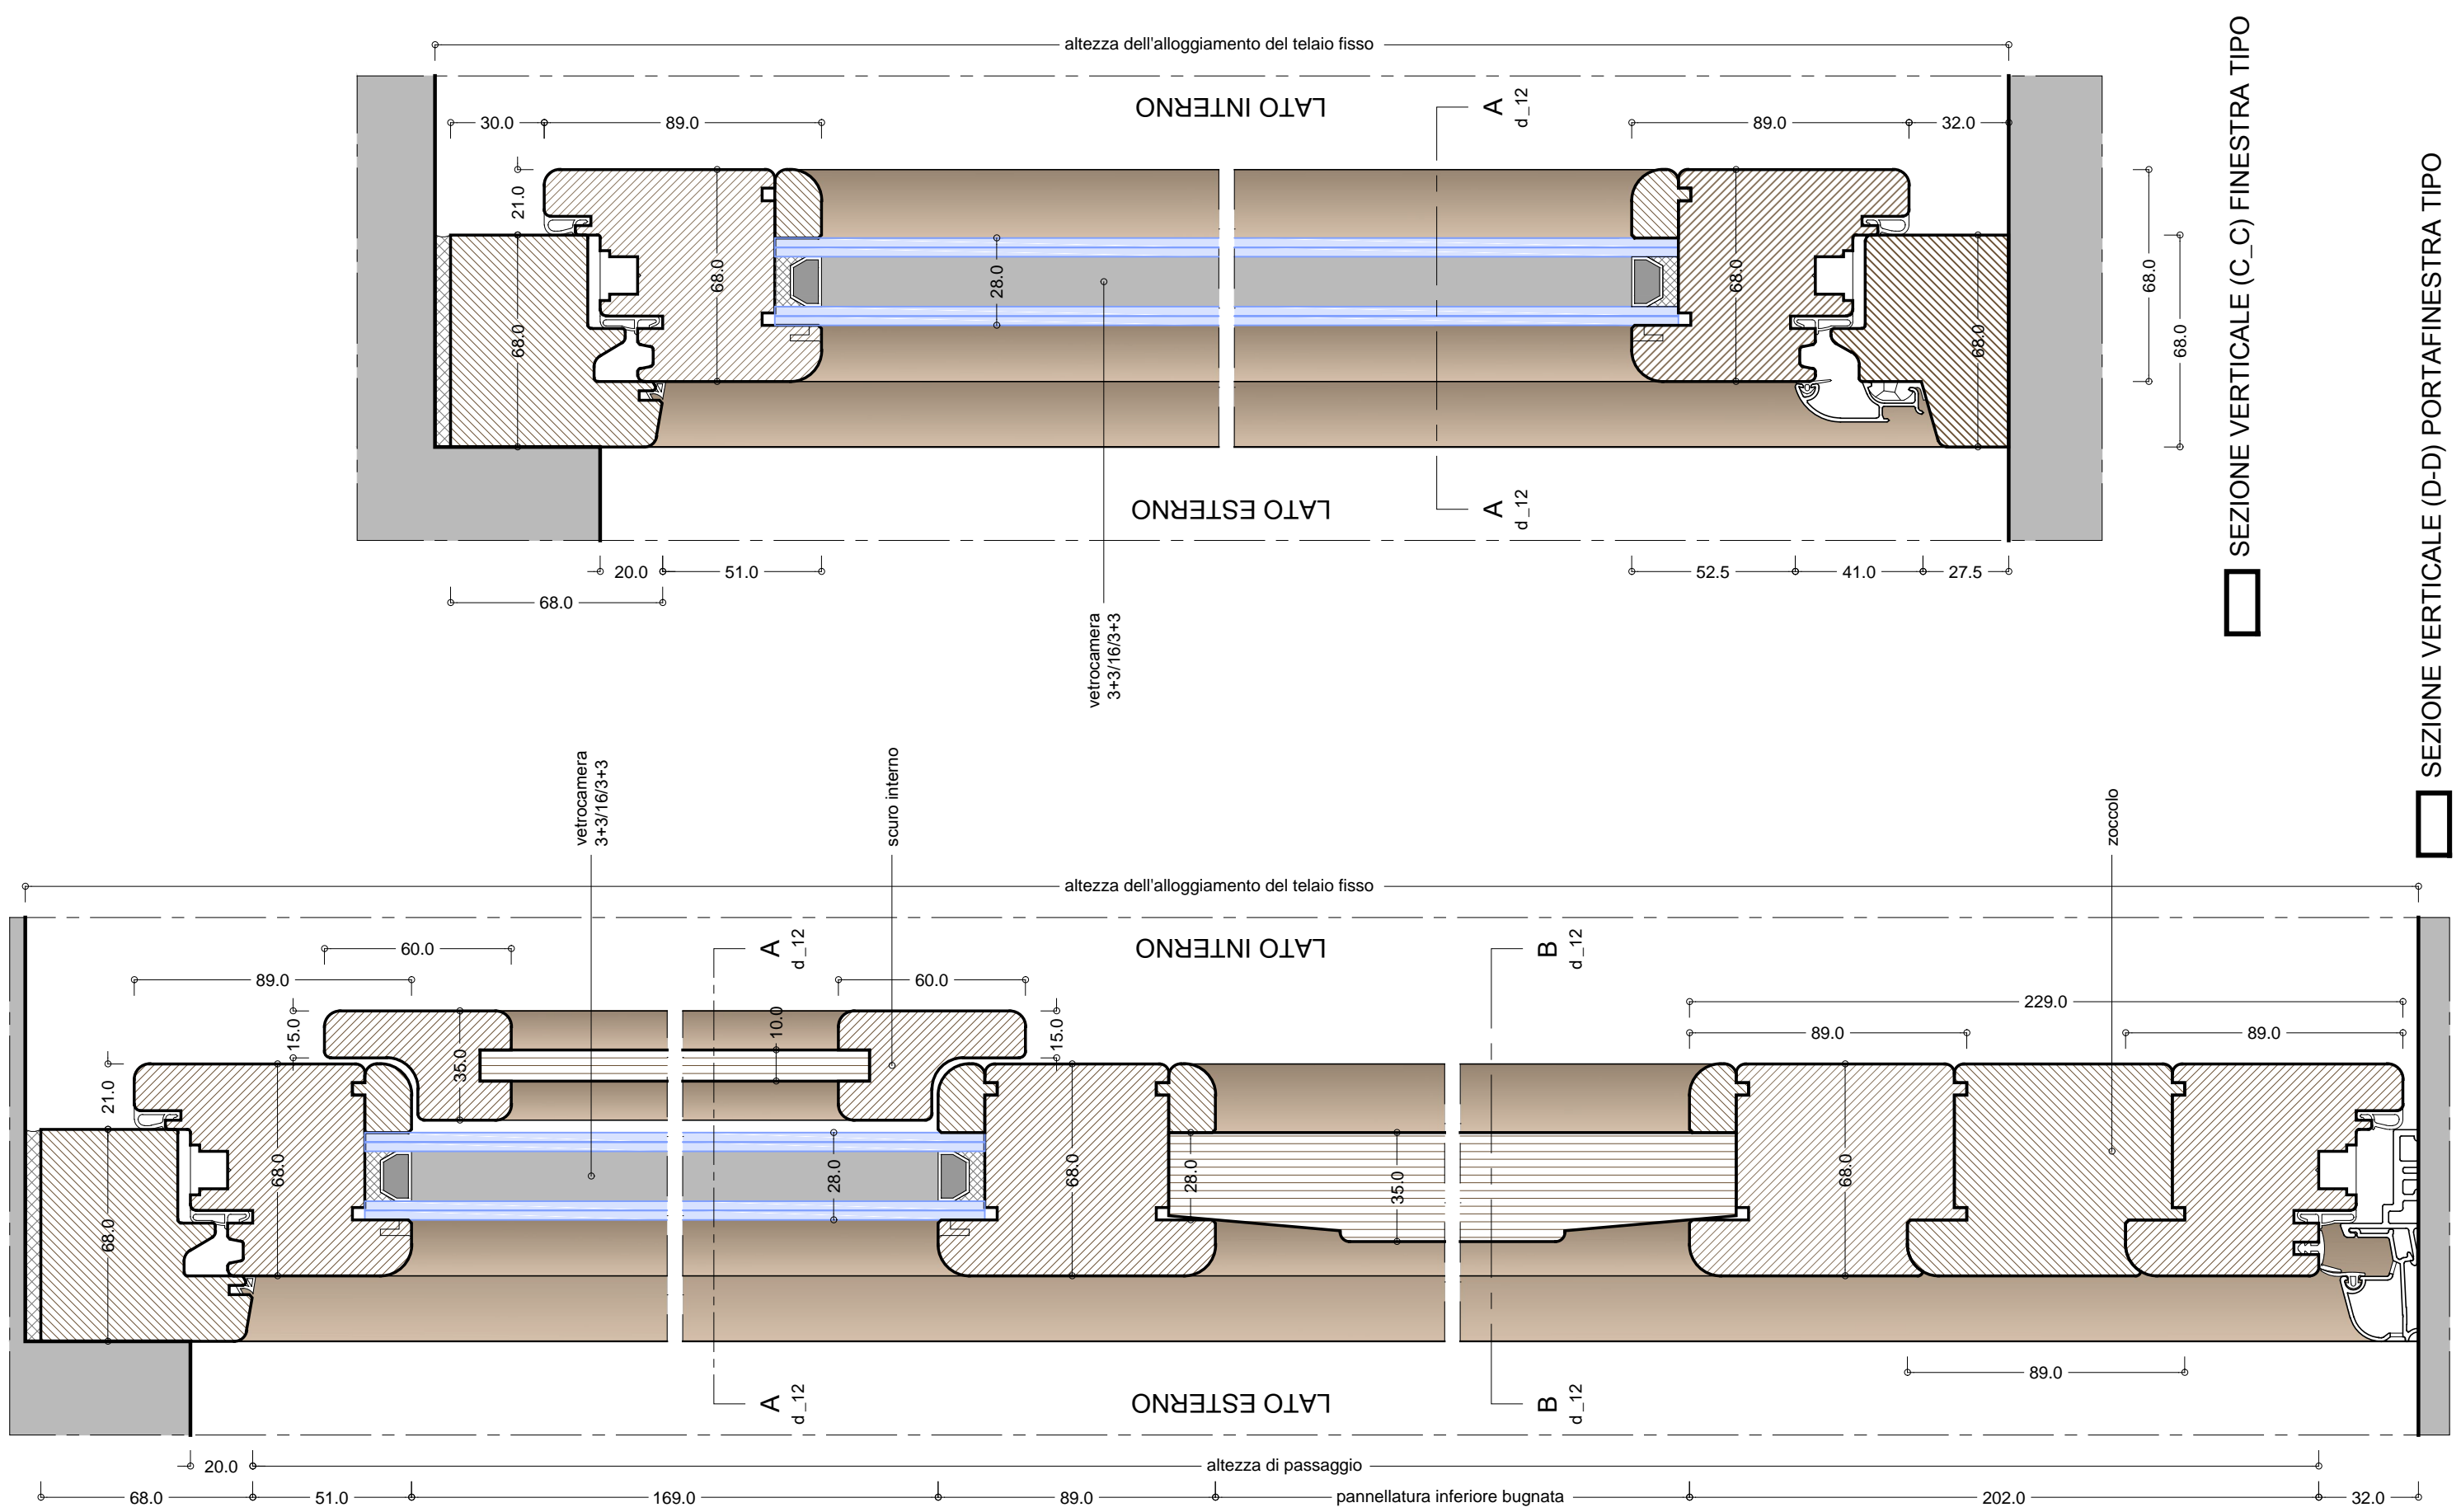 altezza dell'alloggiamento del telaio fisso
LATO INTERNO
30.0
89.0
89.0
32.0
A
d_12
21.0
68.0
68.0
28.0
68.0
68.0
68.0
68.0
LATO ESTERNO
A
d_12
20.0
51.0
68.0
52.5
41.0
27.5
vetrocamera
3+3/16/3+3
SEZIONE VERTICALE (C_C) FINESTRA TIPO
SEZIONE VERTICALE (D-D) PORTAFINESTRA TIPO
vetrocamera
3+3/16/3+3
scuro interno
zoccolo
altezza dell'alloggiamento del telaio fisso
LATO INTERNO
60.0
89.0
60.0
A
d_12
B
d_12
229.0
89.0
89.0
15.0
10.0
15.0
35.0
21.0
68.0
68.0
28.0
68.0
28.0
35.0
68.0
89.0
LATO ESTERNO
A
d_12
B
d_12
20.0
altezza di passaggio
68.0
51.0
169.0
89.0
pannellatura inferiore bugnata
202.0
32.0